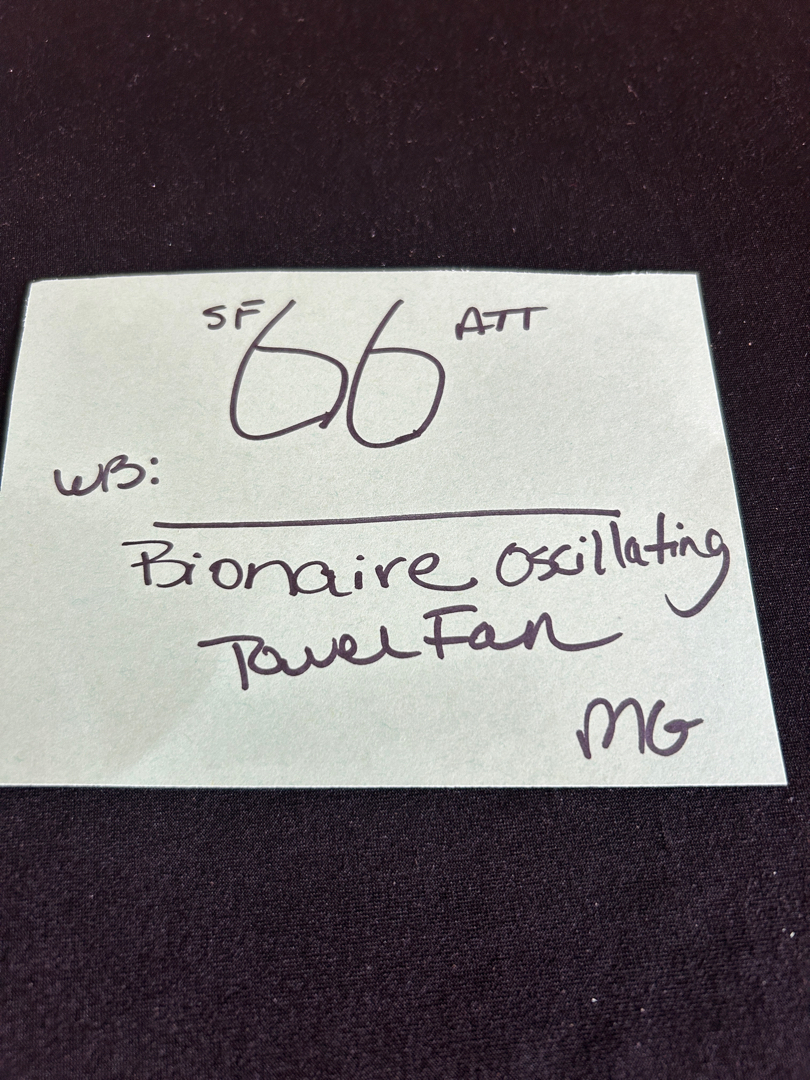 SF 66 ATT
WB:
Bionaire oscillating
Tower Fan
MG